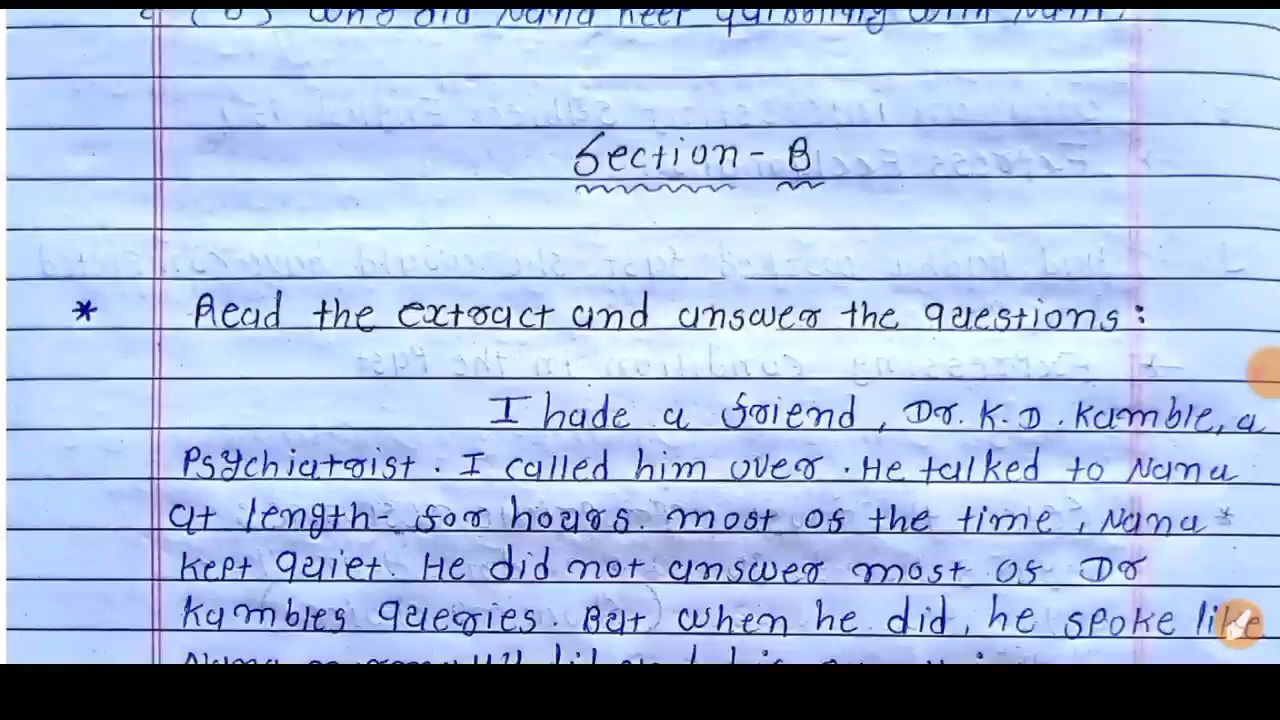 Section - B
* Read the extract and answer the questions:
I hade a friend, Dr. K. D. Kamble, a
Psychiatrist. I called him over. He talked to Nana
at length- for hours. most of the time, Nana
kept quiet. He did not answer most of Dr
Kambles queries. But when he did, he spoke like